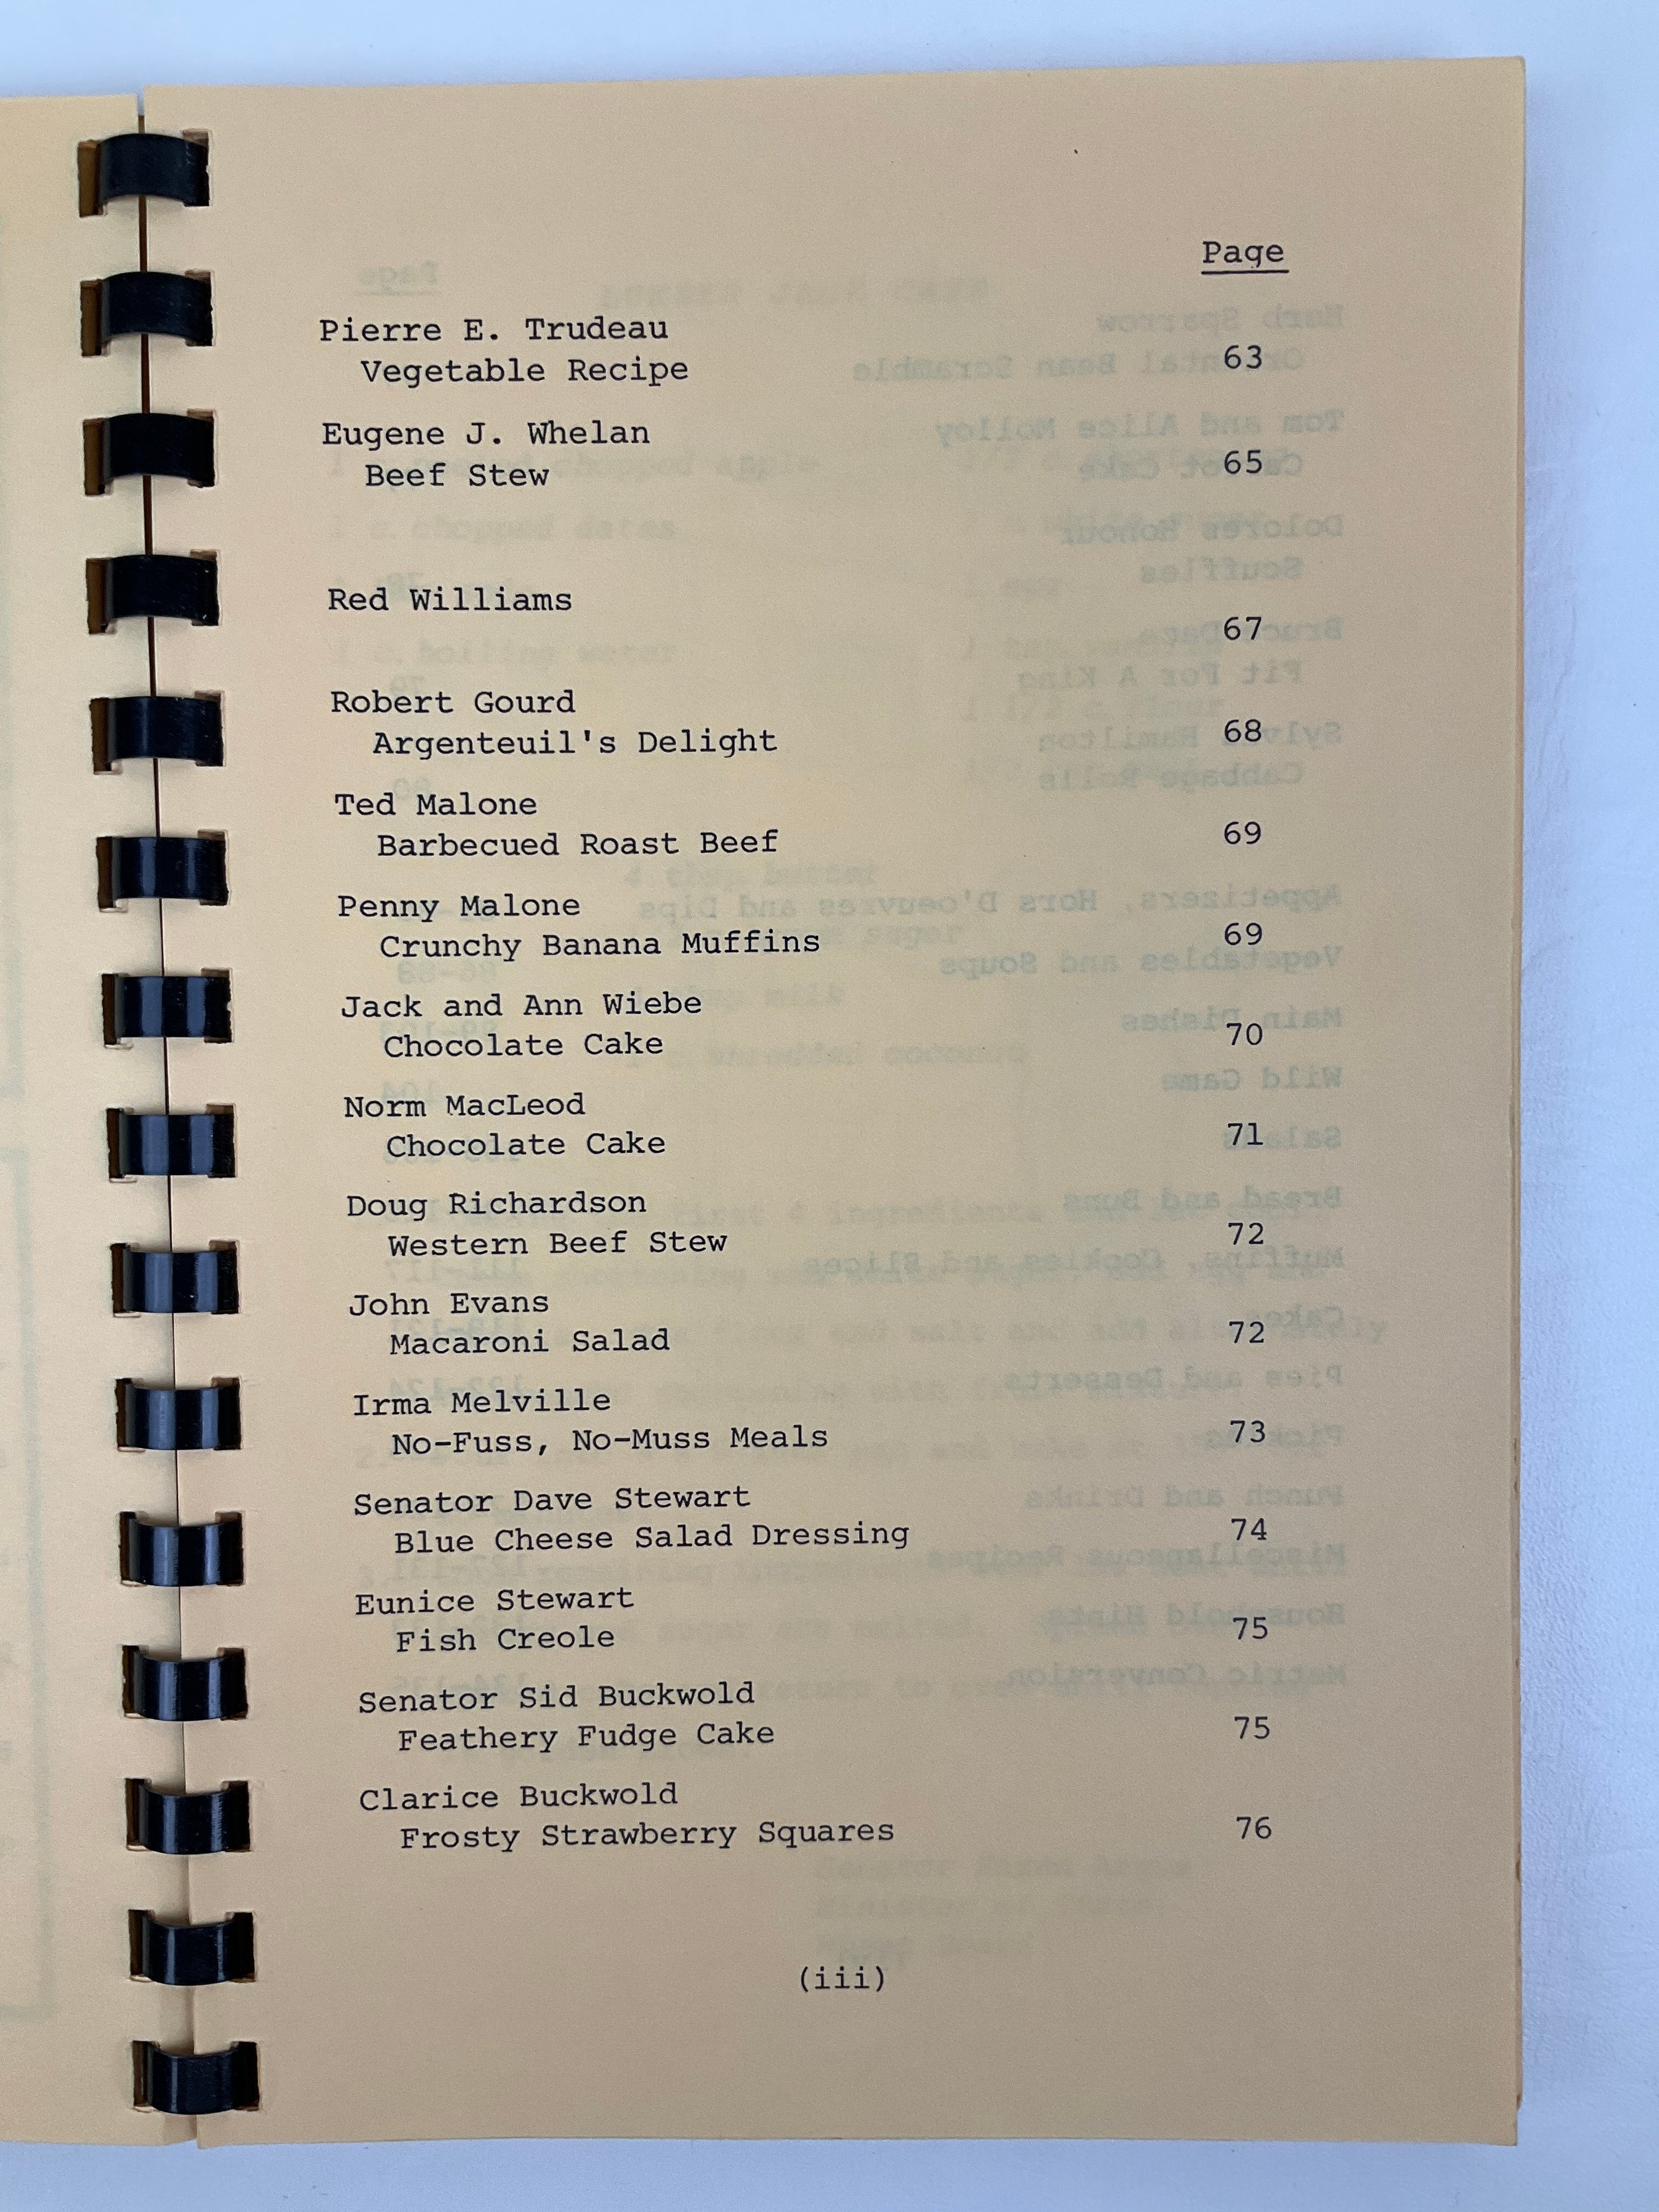 Page
Pierre E. Trudeau
Vegetable Recipe 63
Eugene J. Whelan
Beef Stew 65
Red Williams
67
Robert Gourd
Argenteuil's Delight 68
Ted Malone
Barbecued Roast Beef 69
Penny Malone
Crunchy Banana Muffins 69
Jack and Ann Wiebe
Chocolate Cake 70
Norm MacLeod
Chocolate Cake 71
Doug Richardson
Western Beef Stew 72
John Evans
Macaroni Salad 72
Irma Melville
No-Fuss, No-Muss Meals 73
Senator Dave Stewart
Blue Cheese Salad Dressing 74
Eunice Stewart
Fish Creole 75
Senator Sid Buckwold
Feathery Fudge Cake 75
Clarice Buckwold
Frosty Strawberry Squares 76
(iii)